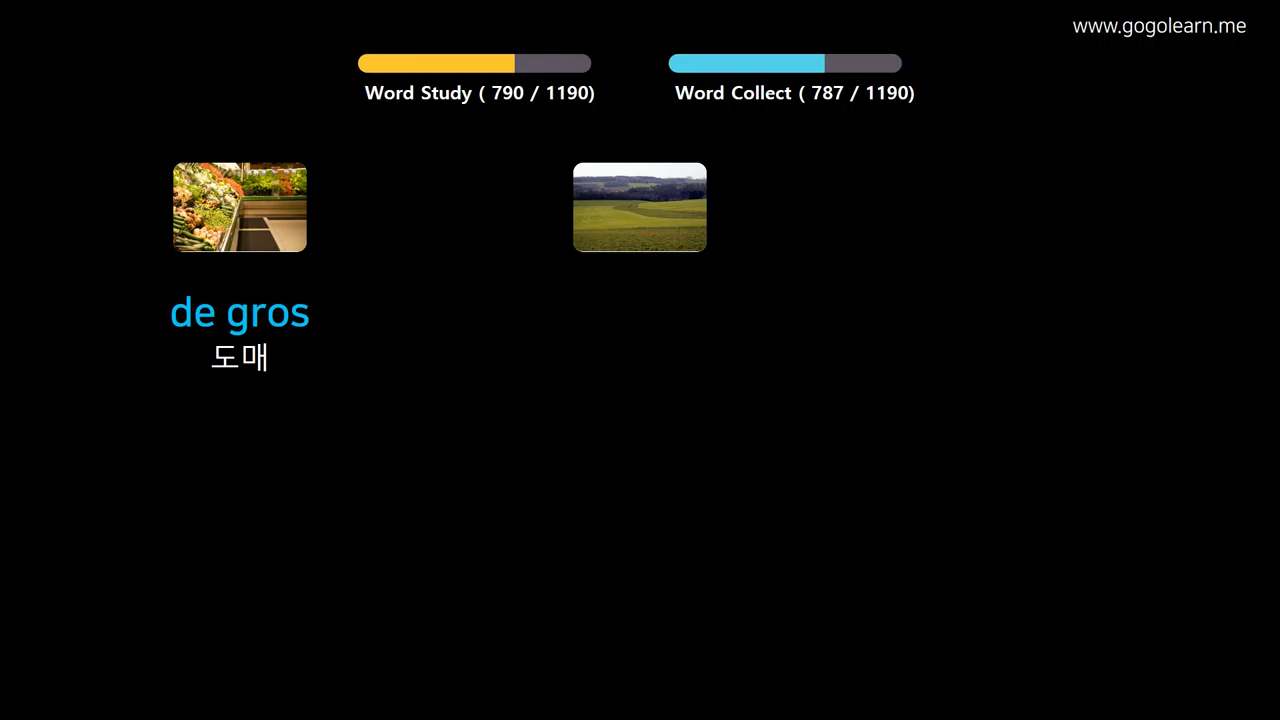 www.gogolearn.me
Word Study ( 790 / 1190)
Word Collect ( 787 / 1190)
de gros
도매